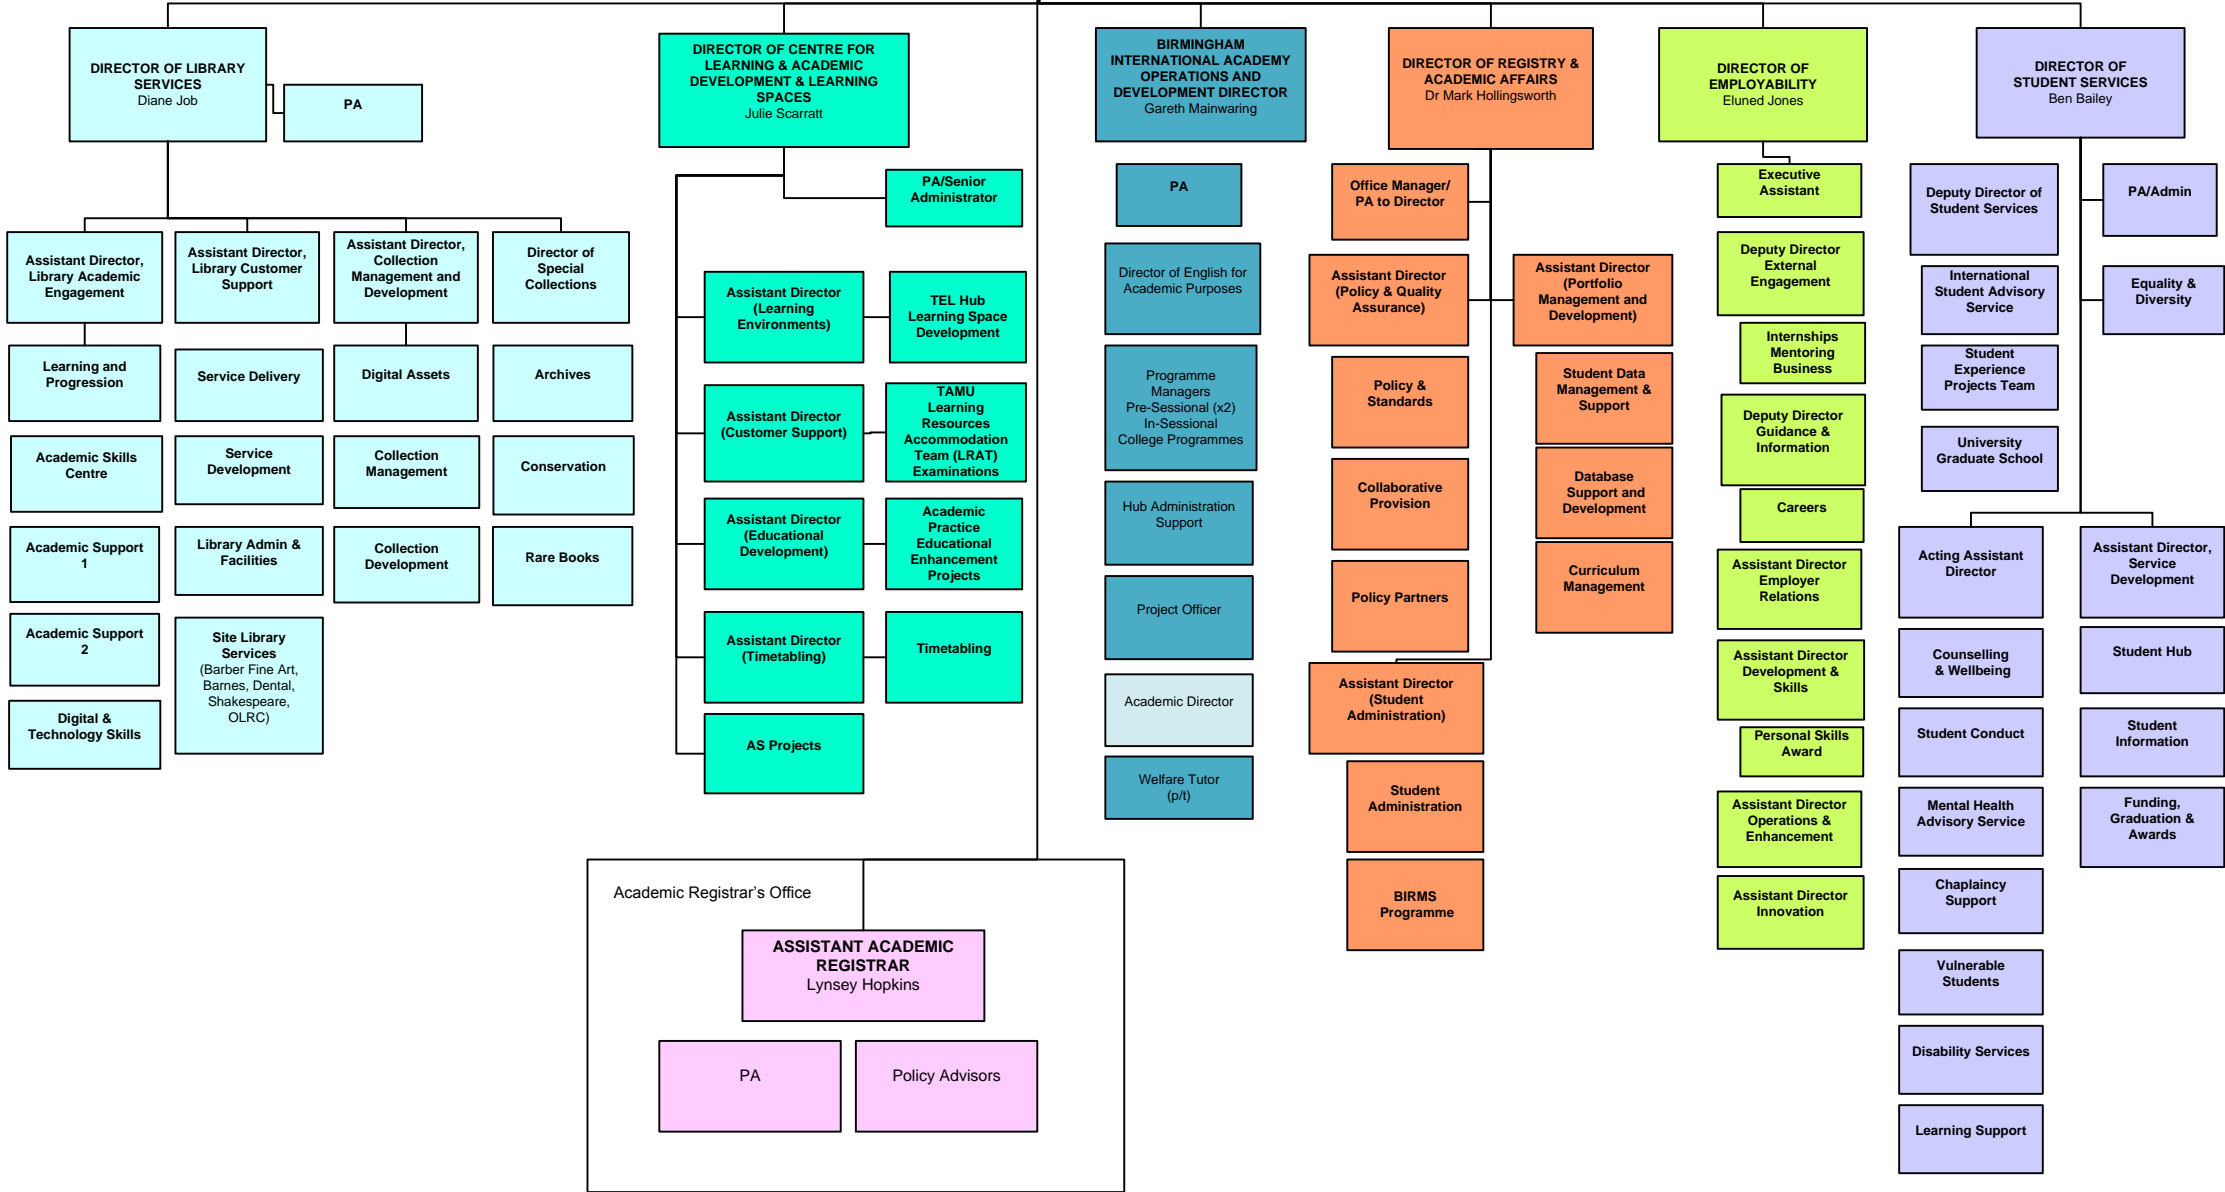 DIRECTOR OF LIBRARY
SERVICES
Diane Job
PA
Assistant Director,
Library Academic
Engagement
Learning and
Progression
Academic Skills
Centre
Academic Support
1
Academic Support
2
Digital &
Technology Skills
Assistant Director,
Library Customer
Support
Service Delivery
Service
Development
Library Admin &
Facilities
Site Library
Services
(Barber Fine Art,
Barnes, Dental,
Shakespeare,
OLRC)
Assistant Director,
Collection
Management and
Development
Digital Assets
Collection
Management
Collection
Development
Director of
Special
Collections
Archives
Conservation
Rare Books
DIRECTOR OF CENTRE FOR
LEARNING & ACADEMIC
DEVELOPMENT & LEARNING
SPACES
Julie Scarratt
PA/Senior
Administrator
Assistant Director
(Learning
Environments)
TEL Hub
Learning Space
Development
Assistant Director
(Customer Support)
TAMU
Learning
Resources
Accommodation
Team (LRAT)
Examinations
Assistant Director
(Educational
Development)
Academic
Practice
Educational
Enhancement
Projects
Assistant Director
(Timetabling)
Timetabling
AS Projects
Academic Registrar's Office
ASSISTANT ACADEMIC
REGISTRAR
Lynsey Hopkins
PA
Policy Advisors
BIRMINGHAM
INTERNATIONAL ACADEMY
OPERATIONS AND
DEVELOPMENT DIRECTOR
Gareth Mainwaring
PA
Director of English for
Academic Purposes
Programme
Managers
Pre-Sessional (x2)
In-Sessional
College Programmes
Hub Administration
Support
Project Officer
Academic Director
Welfare Tutor
(p/t)
DIRECTOR OF REGISTRY &
ACADEMIC AFFAIRS
Dr Mark Hollingsworth
Office Manager/
PA to Director
Assistant Director
(Policy & Quality
Assurance)
Policy &
Standards
Collaborative
Provision
Policy Partners
Assistant Director
(Portfolio
Management and
Development)
Student Data
Management &
Support
Database
Support and
Development
Curriculum
Management
Assistant Director
(Student
Administration)
Student
Administration
BIRMS
Programme
DIRECTOR OF
EMPLOYABILITY
Eluned Jones
Executive
Assistant
Deputy Director
External
Engagement
Internships
Mentoring
Business
Deputy Director
Guidance &
Information
Careers
Assistant Director
Employer
Relations
Assistant Director
Development &
Skills
Personal Skills
Award
Assistant Director
Operations &
Enhancement
Assistant Director
Innovation
DIRECTOR OF
STUDENT SERVICES
Ben Bailey
Deputy Director of
Student Services
PA/Admin
International
Student Advisory
Service
Equality &
Diversity
Student
Experience
Projects Team
University
Graduate School
Acting Assistant
Director
Counselling
& Wellbeing
Student Conduct
Mental Health
Advisory Service
Chaplaincy
Support
Vulnerable
Students
Disability Services
Learning Support
Assistant Director,
Service
Development
Student Hub
Student
Information
Funding,
Graduation &
Awards